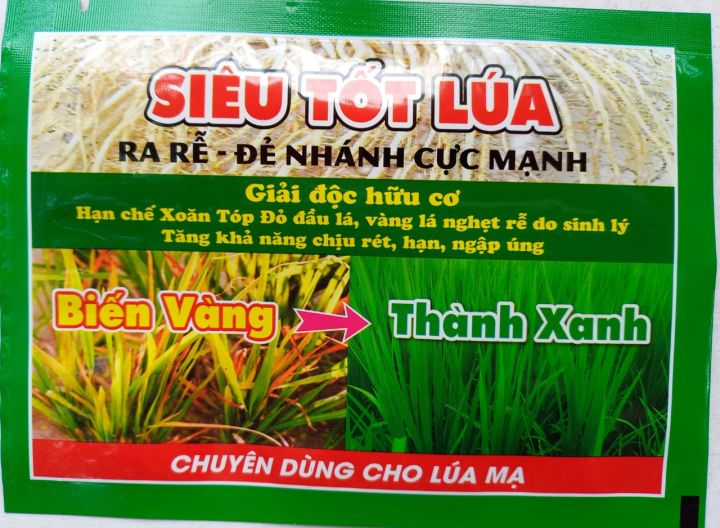 SIÊU TỐT LÚA
RA RỄ - ĐẺ NHÁNH CỰC MẠNH
Giải độc hữu cơ
Hạn chế Xoăn Tóp Đỏ đầu lá, vàng lá nghẹt rễ do sinh lý
Tăng khả năng chịu rét, hạn, ngập úng
Biến Vàng Thành Xanh
CHUYÊN DÙNG CHO LÚA MẠ